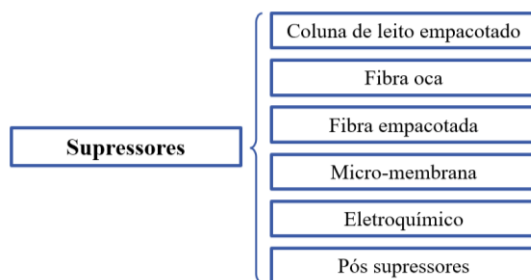 Supressores
Coluna de leito empacotado
Fibra oca
Fibra empacotada
Micro-membrana
Eletroquímico
Pós supressores